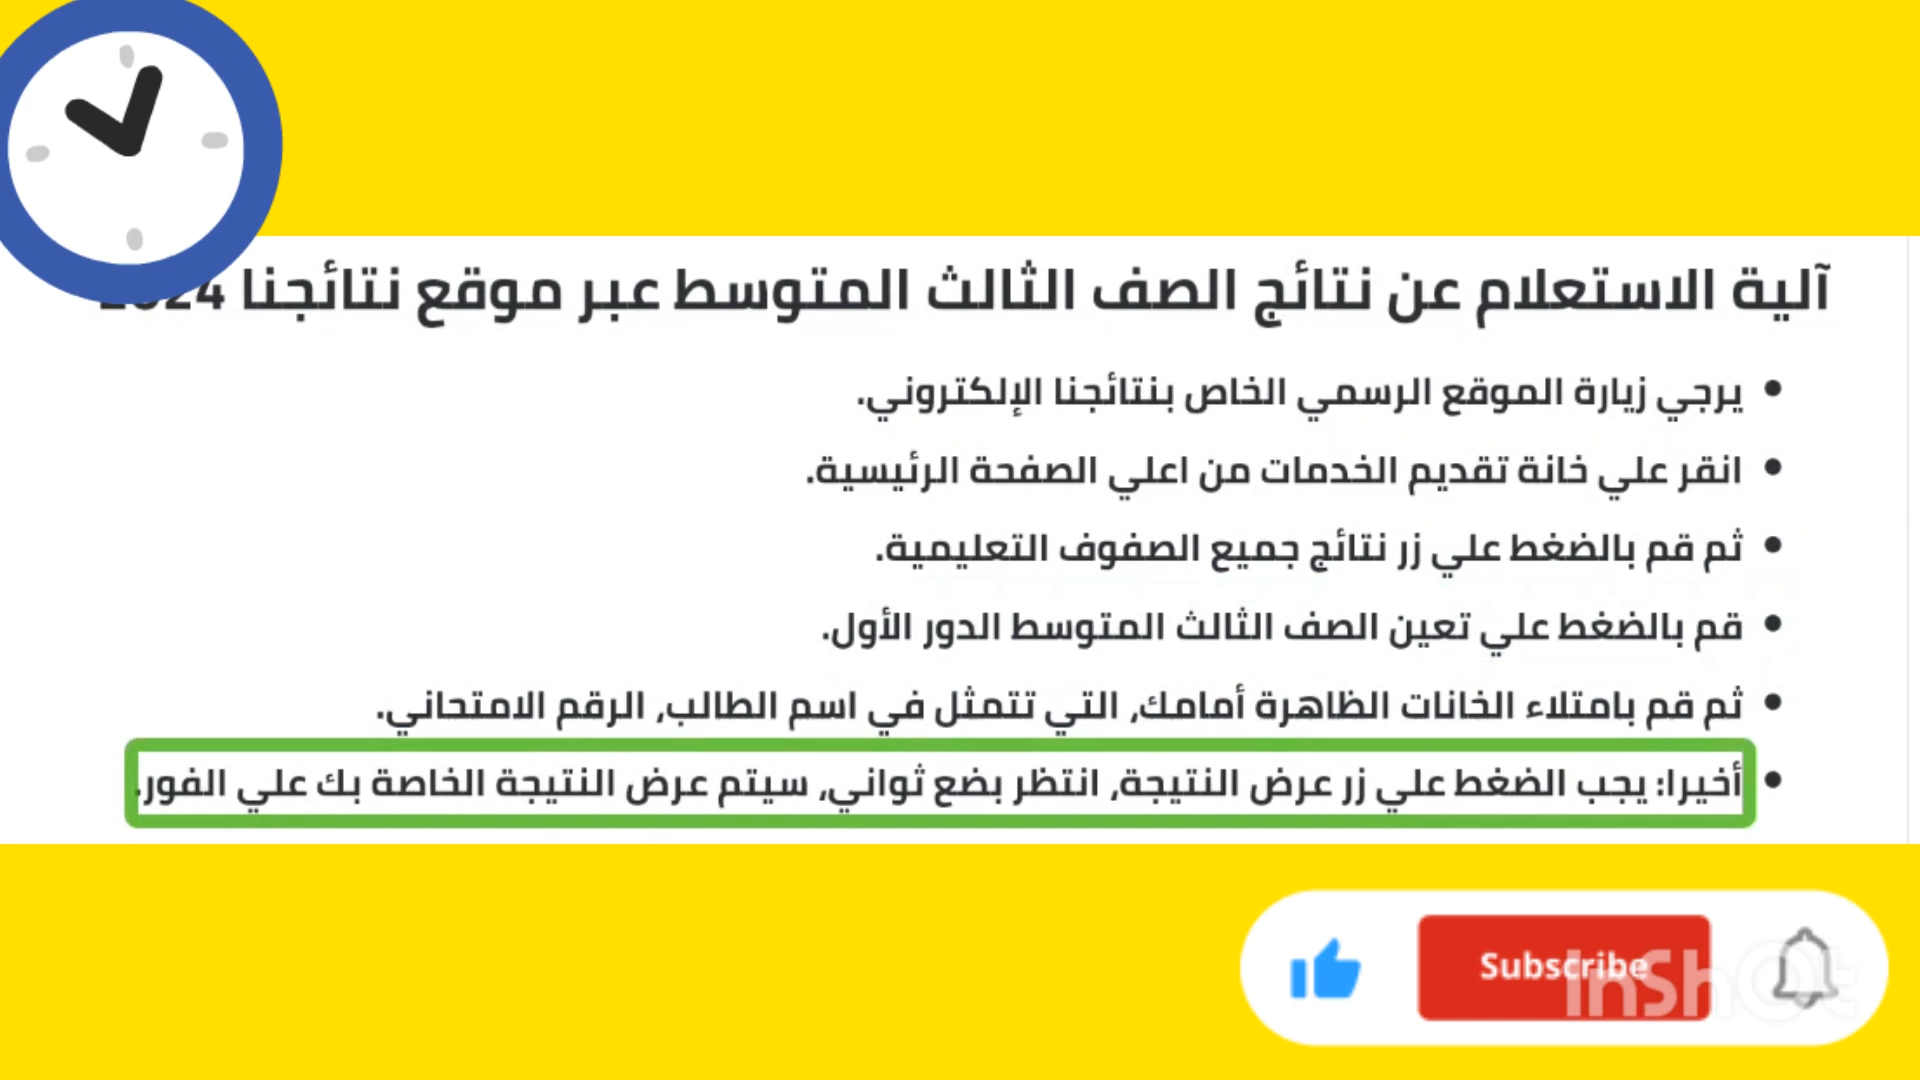 آلية الاستعلام عن نتائج الصف الثالث المتوسط عبر موقع نتائجنا 2024
يرجي زيارة الموقع الرسمي الخاص بنتائجنا الإلكتروني.
انقر علي خانة تقديم الخدمات من اعلي الصفحة الرئيسية.
ثم قم بالضغط علي زر نتائج جميع الصفوف التعليمية.
قم بالضغط علي تعين الصف الثالث المتوسط الدور الأول.
ثم قم بامتلاء الخانات الظاهرة أمامك, التي تتمثل في اسم الطالب, الرقم الامتحاني.
أخيرا: يجب الضغط علي زر عرض النتيجة, انتظر بضع ثواني, سيتم عرض النتيجة الخاصة بك علي الفور.
Subscribe
InShOt